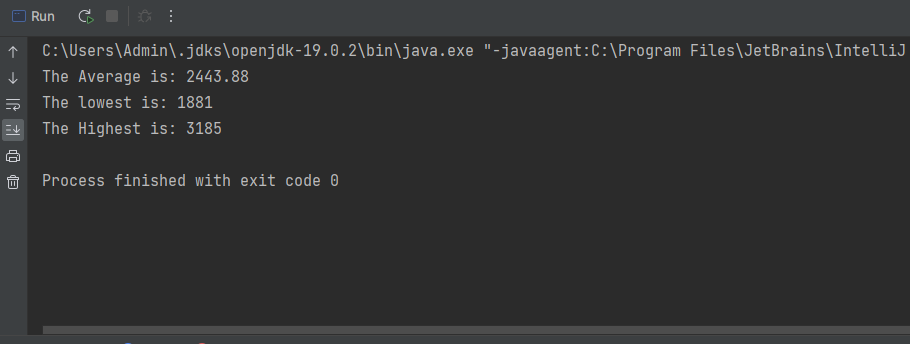 Run
C:\Users\Admin\.jdks\openjdk-19.0.2\bin\java.exe "-javaagent:C:\Program Files\JetBrains\IntelliJ
The Average is: 2443.88
The lowest is: 1881
The Highest is: 3185
Process finished with exit code 0